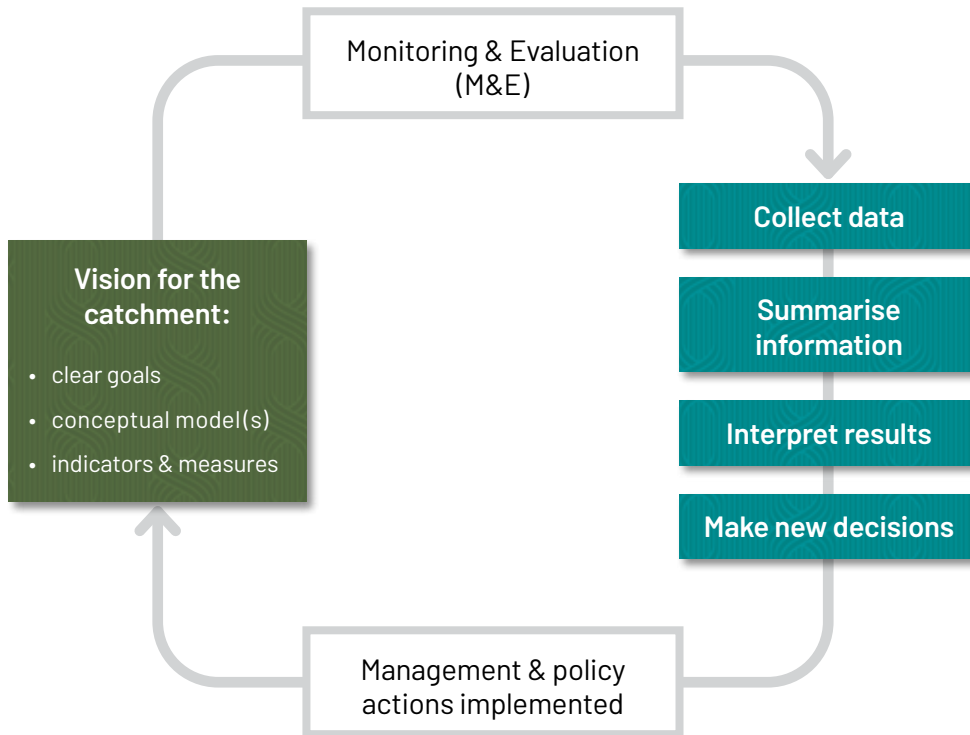 Monitoring & Evaluation
(M&E)
Collect data
Summarise
information
Interpret results
Make new decisions
Management & policy
actions implemented
Vision for the
catchment:
• clear goals
• conceptual model(s)
• indicators & measures